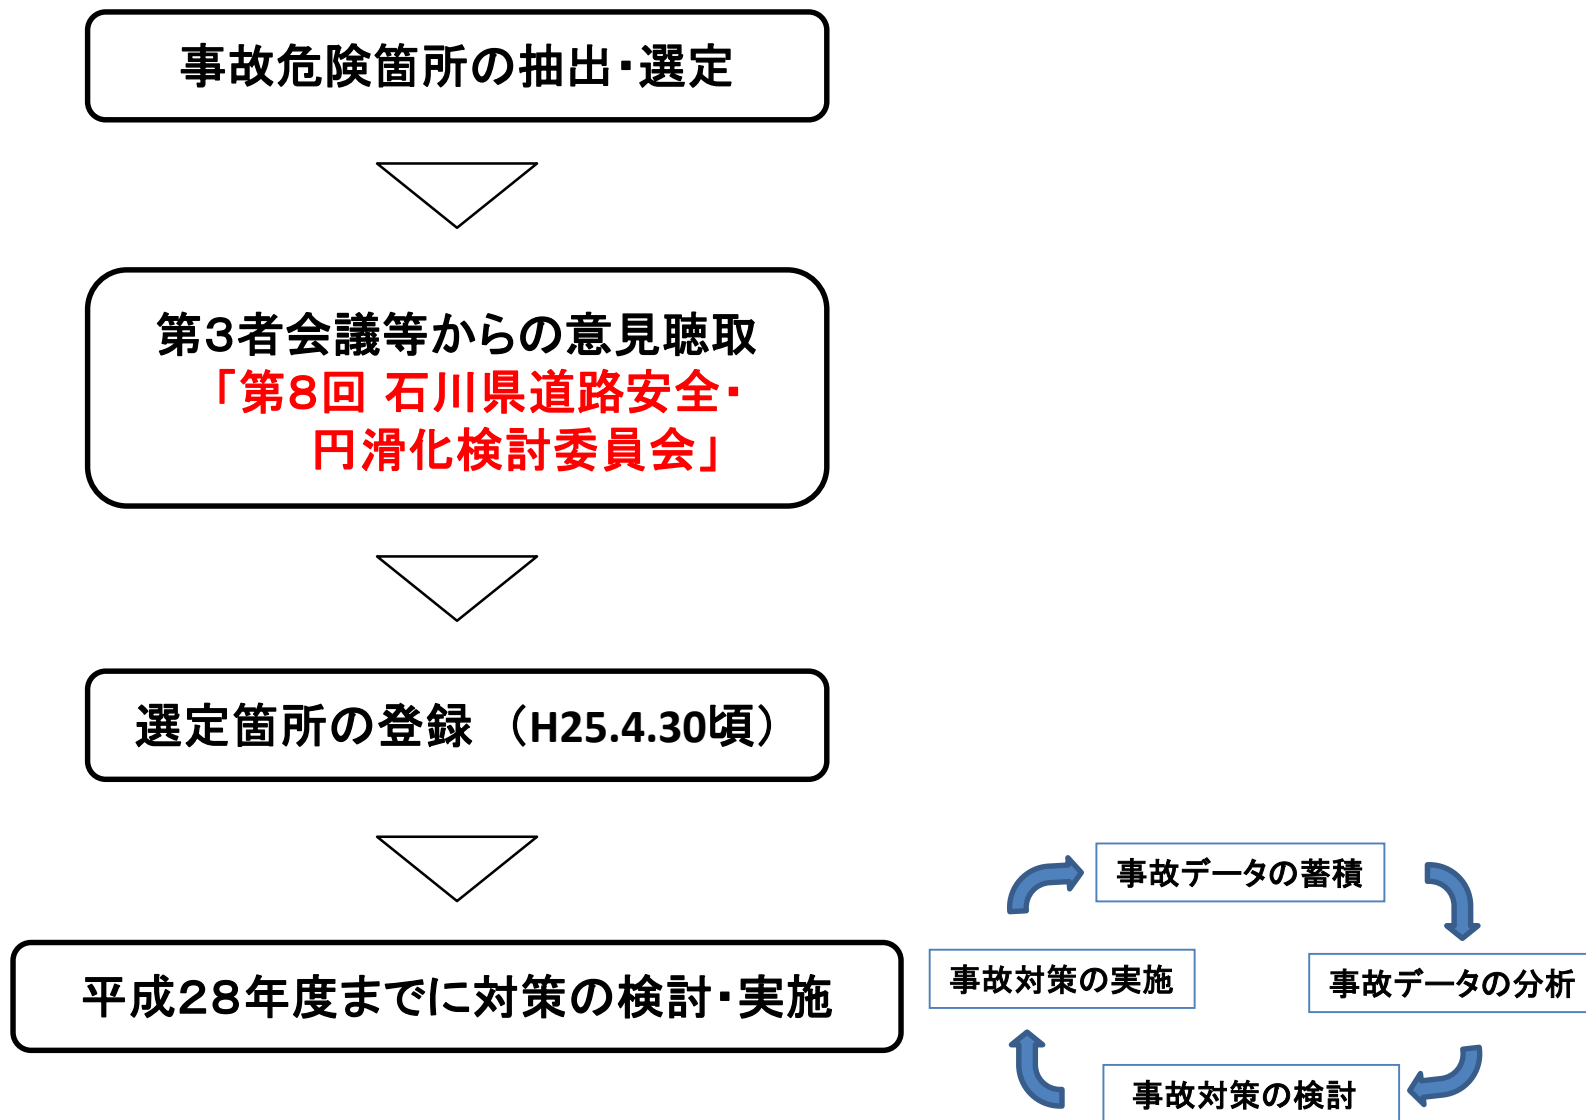 事故危険箇所の抽出・選定
第3者会議等からの意見聴取
「第8回 石川県道路安全・
円滑化検討委員会」
選定箇所の登録 （H25.4.30頃）
平成28年度までに対策の検討・実施
事故データの蓄積
事故対策の実施
事故データの分析
事故対策の検討